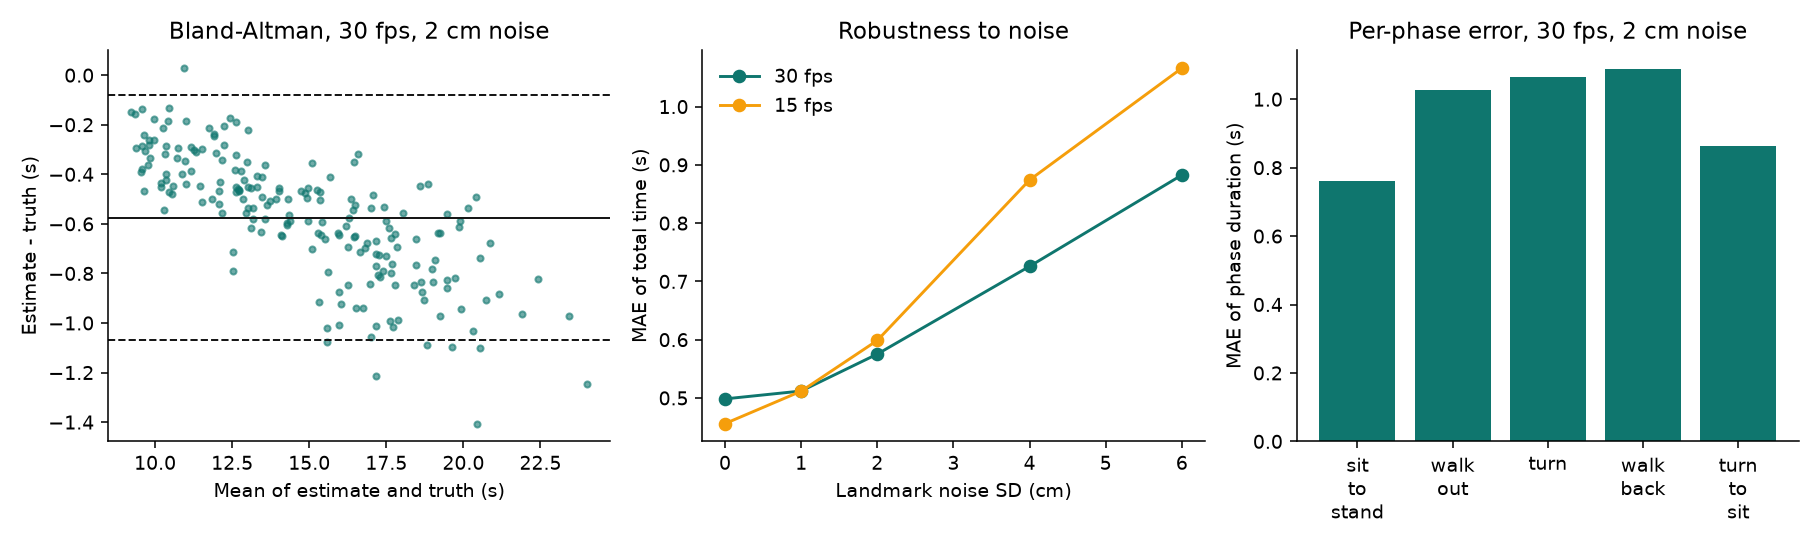 Bland-Altman, 30 fps, 2 cm noise
Estimate - truth (s)
0.0
−0.2
−0.4
−0.6
−0.8
−1.0
−1.2
−1.4
10.0 12.5 15.0 17.5 20.0 22.5
Mean of estimate and truth (s)
Robustness to noise
30 fps
15 fps
MAE of total time (s)
1.0
0.9
0.8
0.7
0.6
0.5
0 1 2 3 4 5 6
Landmark noise SD (cm)
Per-phase error, 30 fps, 2 cm noise
MAE of phase duration (s)
1.0
0.8
0.6
0.4
0.2
0.0
sit
to
stand
walk
out
turn
walk
back
turn
to
sit